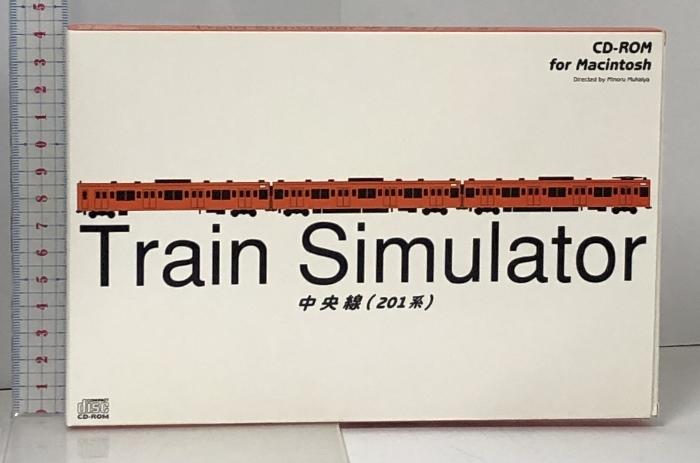 CD-ROM
for Macintosh
Directed by Minoru Mukaiya
Train Simulator
中央線(201系)
COMPACT
disc
CD-ROM